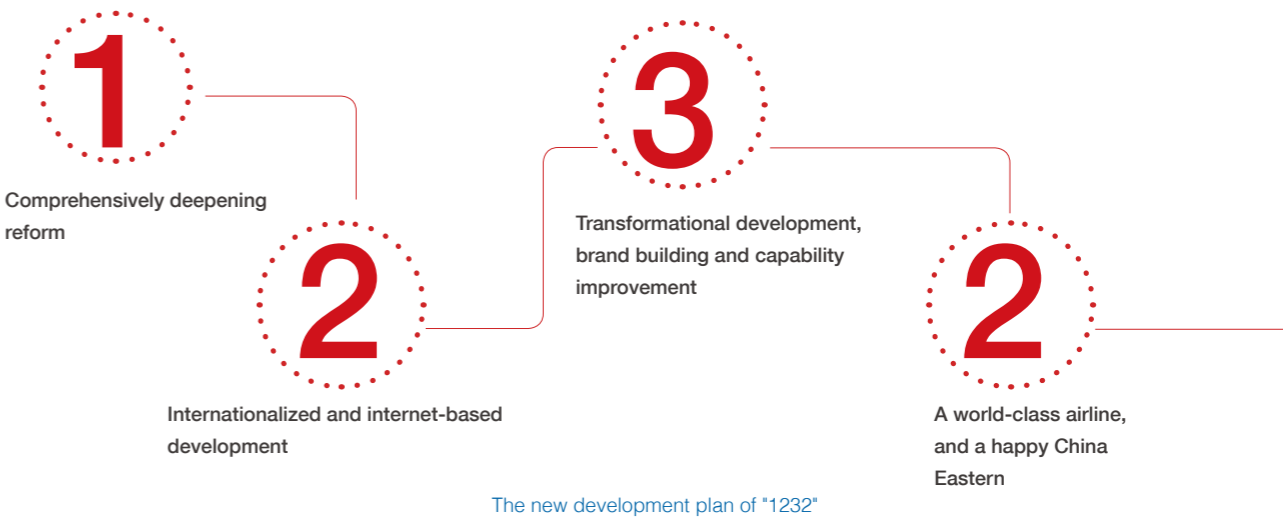 1
Comprehensively deepening
reform
2
Internationalized and internet-based
development
3
Transformational development,
brand building and capability
improvement
2
A world-class airline,
and a happy China
Eastern
The new development plan of "1232"